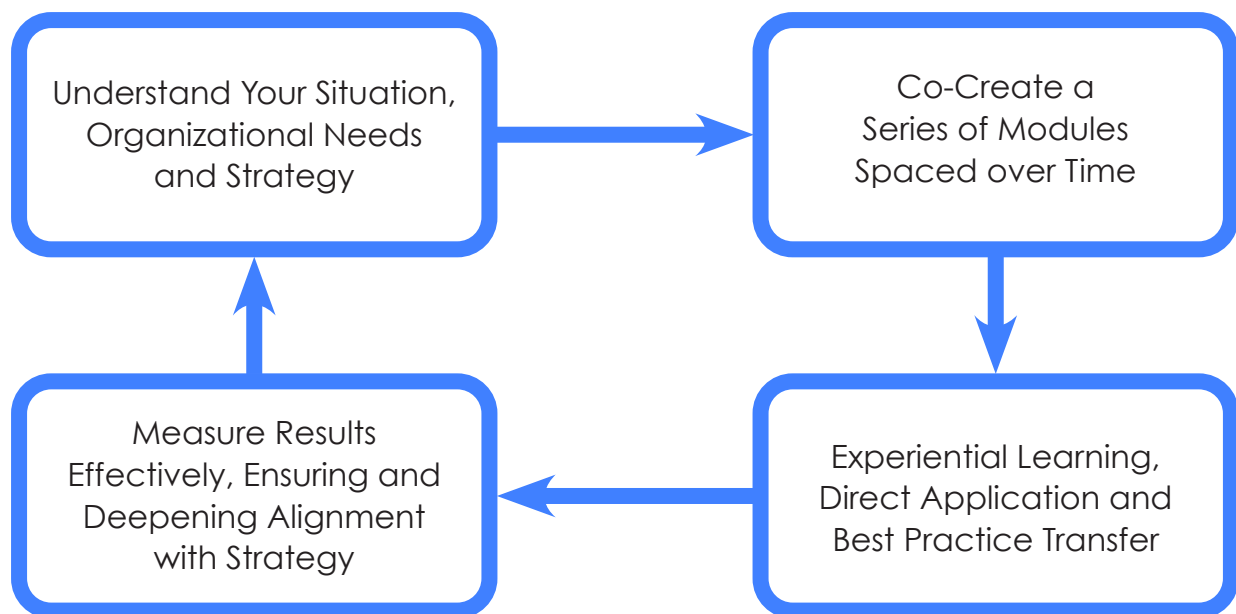 Understand Your Situation,
Organizational Needs
and Strategy
Co-Create a
Series of Modules
Spaced over Time
Experiential Learning,
Direct Application and
Best Practice Transfer
Measure Results
Effectively, Ensuring and
Deepening Alignment
with Strategy